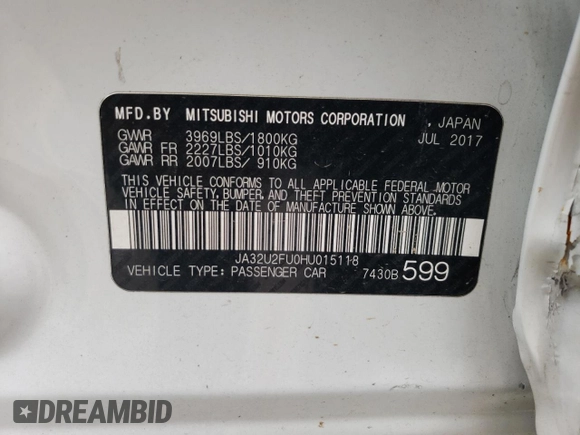 MFD.BY MITSUBISHI MOTORS CORPORATION , JAPAN
GVWR 3969LBS/1800KG JUL 2017
GAWR FR 2227LBS/1010KG
GAWR RR 2007LBS/ 910KG
THIS VEHICLE CONFORMS TO ALL APPLICABLE FEDERAL MOTOR
VEHICLE SAFETY, BUMPER, AND THEFT PREVENTION STANDARDS
IN EFFECT ON THE DATE OF MANUFACTURE SHOWN ABOVE.
JA32U2FU0HU015118
VEHICLE TYPE: PASSENGER CAR 7430B 599
DREAMBID